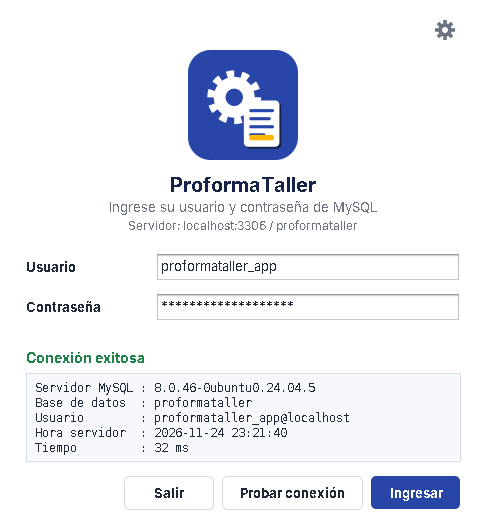 ProformaTaller
Ingrese su usuario y contraseña de MySQL
Servidor: localhost:3306 / proformataller
Usuario proformataller_app
Contraseña *******************
Conexión exitosa
Servidor MySQL : 8.0.46-0ubuntu0.24.04.5
Base de datos : proformataller
Usuario : proformataller_app@localhost
Hora servidor : 2026-11-24 23:21:40
Tiempo : 32 ms
Salir Probar conexión Ingresar